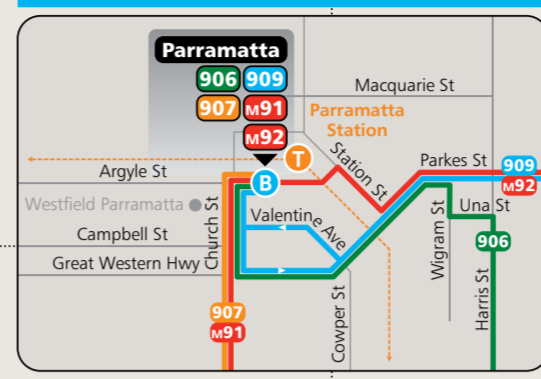 Parramatta
906 909
907 M91
M92
Macquarie St
Parramatta
Station
T
Station St
Parkes St
909
M92
Argyle St
B
Westfield Parramatta
Church St
Valentine Ave
Campbell St
Great Western Hwy
Wigram St
Una St
906
Harris St
Cowper St
907
M91